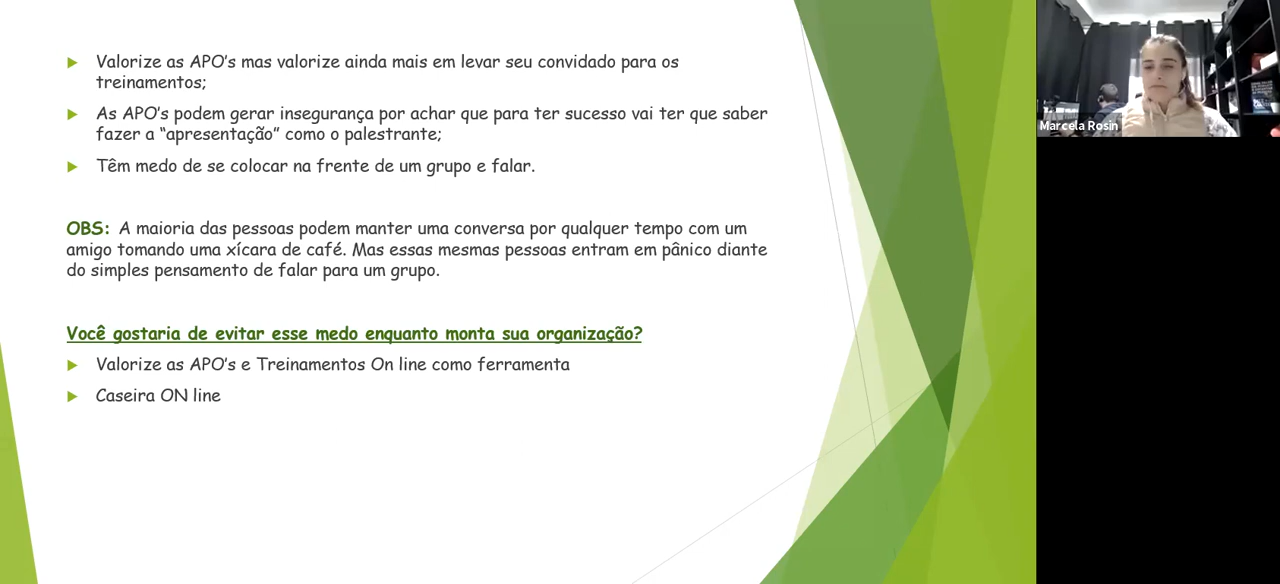 Valorize as APO's mas valorize ainda mais em levar seu convidado para os
treinamentos;
As APO's podem gerar insegurança por achar que para ter sucesso vai ter que saber
fazer a “apresentação” como o palestrante;
Têm medo de se colocar na frente de um grupo e falar.
OBS: A maioria das pessoas podem manter uma conversa por qualquer tempo com um
amigo tomando uma xícara de café. Mas essas mesmas pessoas entram em pânico diante
do simples pensamento de falar para um grupo.
Você gostaria de evitar esse medo enquanto monta sua organização?
Valorize as APO's e Treinamentos On line como ferramenta
Caseira ON line
Marcela Rosin